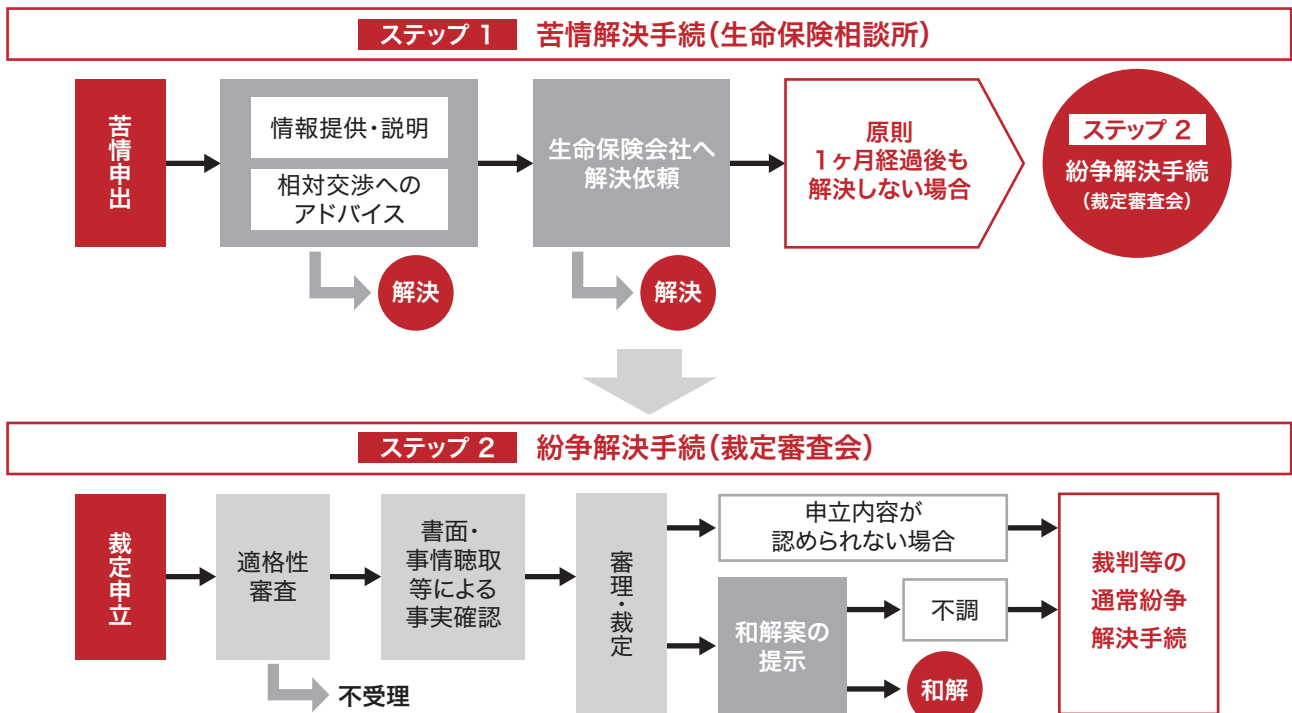 ステップ 1 苦情解決手続(生命保険相談所)
苦情申出
情報提供・説明
相対交渉への
アドバイス
解決
生命保険会社へ
解決依頼
解決
原則
1ヶ月経過後も
解決しない場合
ステップ 2
紛争解決手続
(裁定審査会)
ステップ 2 紛争解決手続(裁定審査会)
裁定申立
適格性
審査
不受理
書面・
事情聴取
等による
事実確認
審理・裁定
申立内容が
認められない場合
和解案の
提示
不調
和解
裁判等の
通常紛争
解決手続